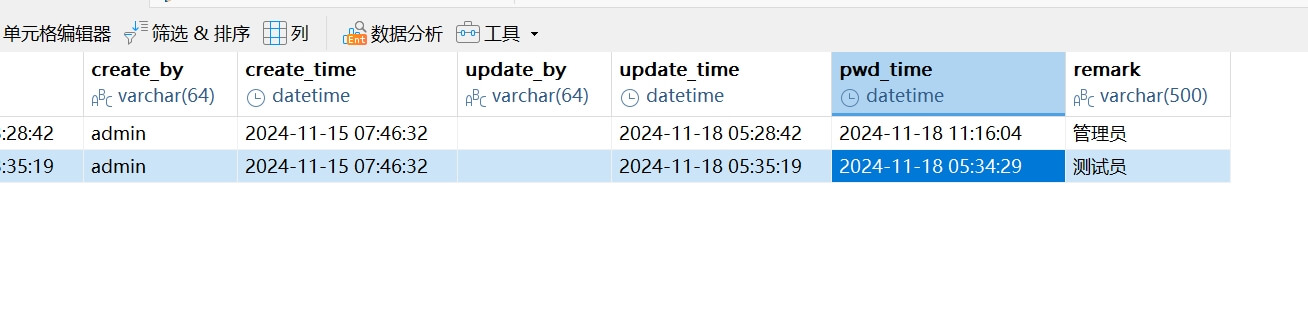 单元格编辑器 筛选 & 排序 列 Ent 数据分析 工具
create_by create_time update_by update_time pwd_time remark
ABC varchar(64) datetime ABC varchar(64) datetime datetime ABC varchar(500)
:28:42 admin 2024-11-15 07:46:32 2024-11-18 05:28:42 2024-11-18 11:16:04 管理员
:35:19 admin 2024-11-15 07:46:32 2024-11-18 05:35:19 2024-11-18 05:34:29 测试员